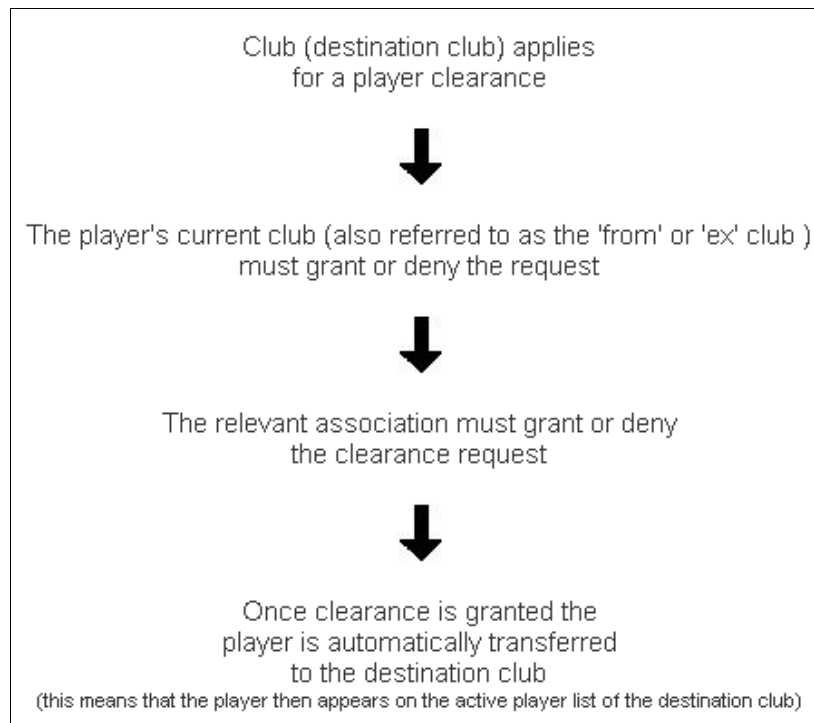 Club (destination club) applies
for a player clearance
The player's current club (also referred to as the 'from' or 'ex' club )
must grant or deny the request
The relevant association must grant or deny
the clearance request
Once clearance is granted the
player is automatically transferred
to the destination club
(this means that the player then appears on the active player list of the destination club)